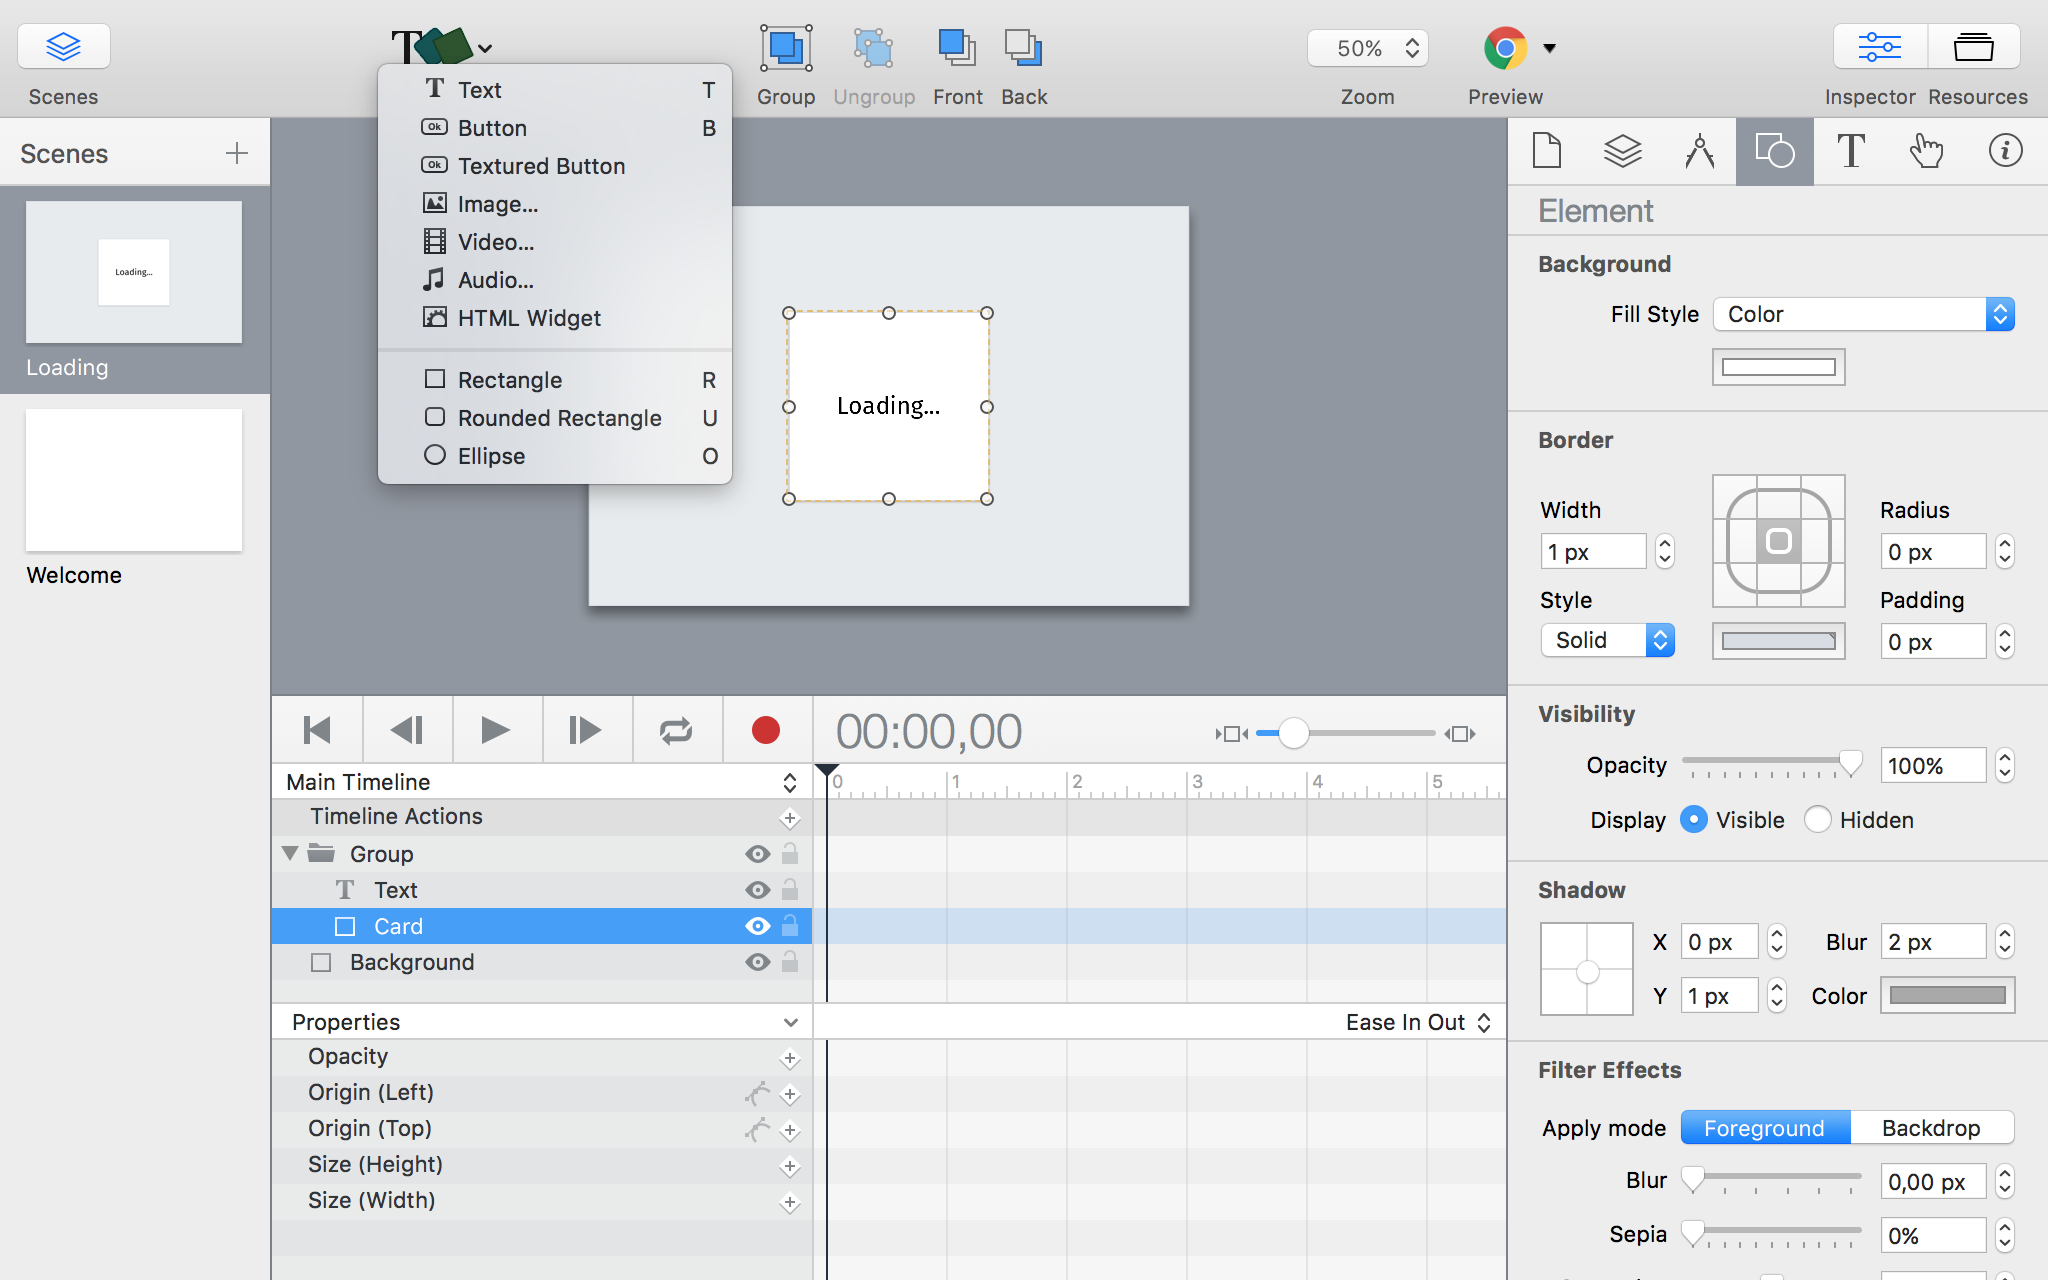 Scenes
Group
Ungroup
Front
Back
50%
Zoom
Preview
Inspector
Resources
Scenes
Loading...
Loading
Welcome
Text T
Ok Button B
Ok Textured Button
Image...
Video...
Audio...
HTML Widget
Rectangle R
Rounded Rectangle U
Ellipse O
Loading...
00:00,00
Main Timeline
0 1 2 3 4 5
Timeline Actions
Group
T Text
Card
Background
Properties
Ease In Out
Opacity
Origin (Left)
Origin (Top)
Size (Height)
Size (Width)
Element
Background
Fill Style Color
Border
Width
Radius
1 px
0 px
Style
Padding
Solid
0 px
Visibility
Opacity 100%
Display Visible Hidden
Shadow
X 0 px Blur 2 px
Y 1 px Color
Filter Effects
Apply mode Foreground Backdrop
Blur 0,00 px
Sepia 0%